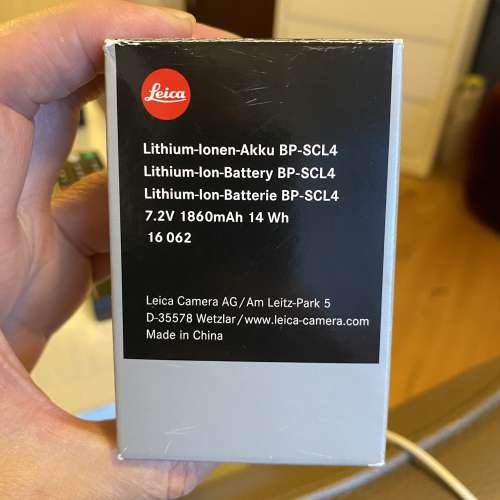 Leica
Lithium-Ionen-Akku BP-SCL4
Lithium-Ion-Battery BP-SCL4
Lithium-Ion-Batterie BP-SCL4
7.2V 1860mAh 14 Wh
16 062
Leica Camera AG/Am Leitz-Park 5
D-35578 Wetzlar/www.leica-camera.com
Made in China